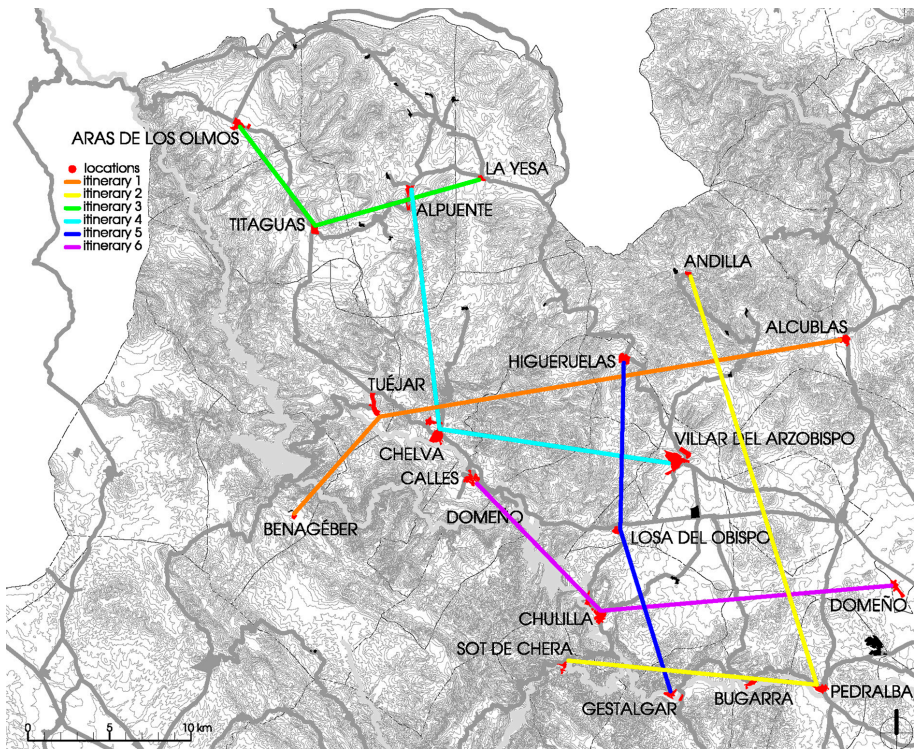 ARAS DE LOS OLMOS
locations
itinerary 1
itinerary 2
itinerary 3
itinerary 4
itinerary 5
itinerary 6
LA YESA
ALPUENTE
TITAGUAS
ANDILLA
ALCUBLAS
HIGUERUELAS
TUÉJAR
VILLAR DEL ARZOBISPO
CHELVA
CALLES
DOMEÑO
BENAGÉBER
LOSA DEL OBISPO
DOMEÑO
CHULILLA
SOT DE CHERA
GESTALGAR
BUGARRA
PEDRALBA
0 5 10 km